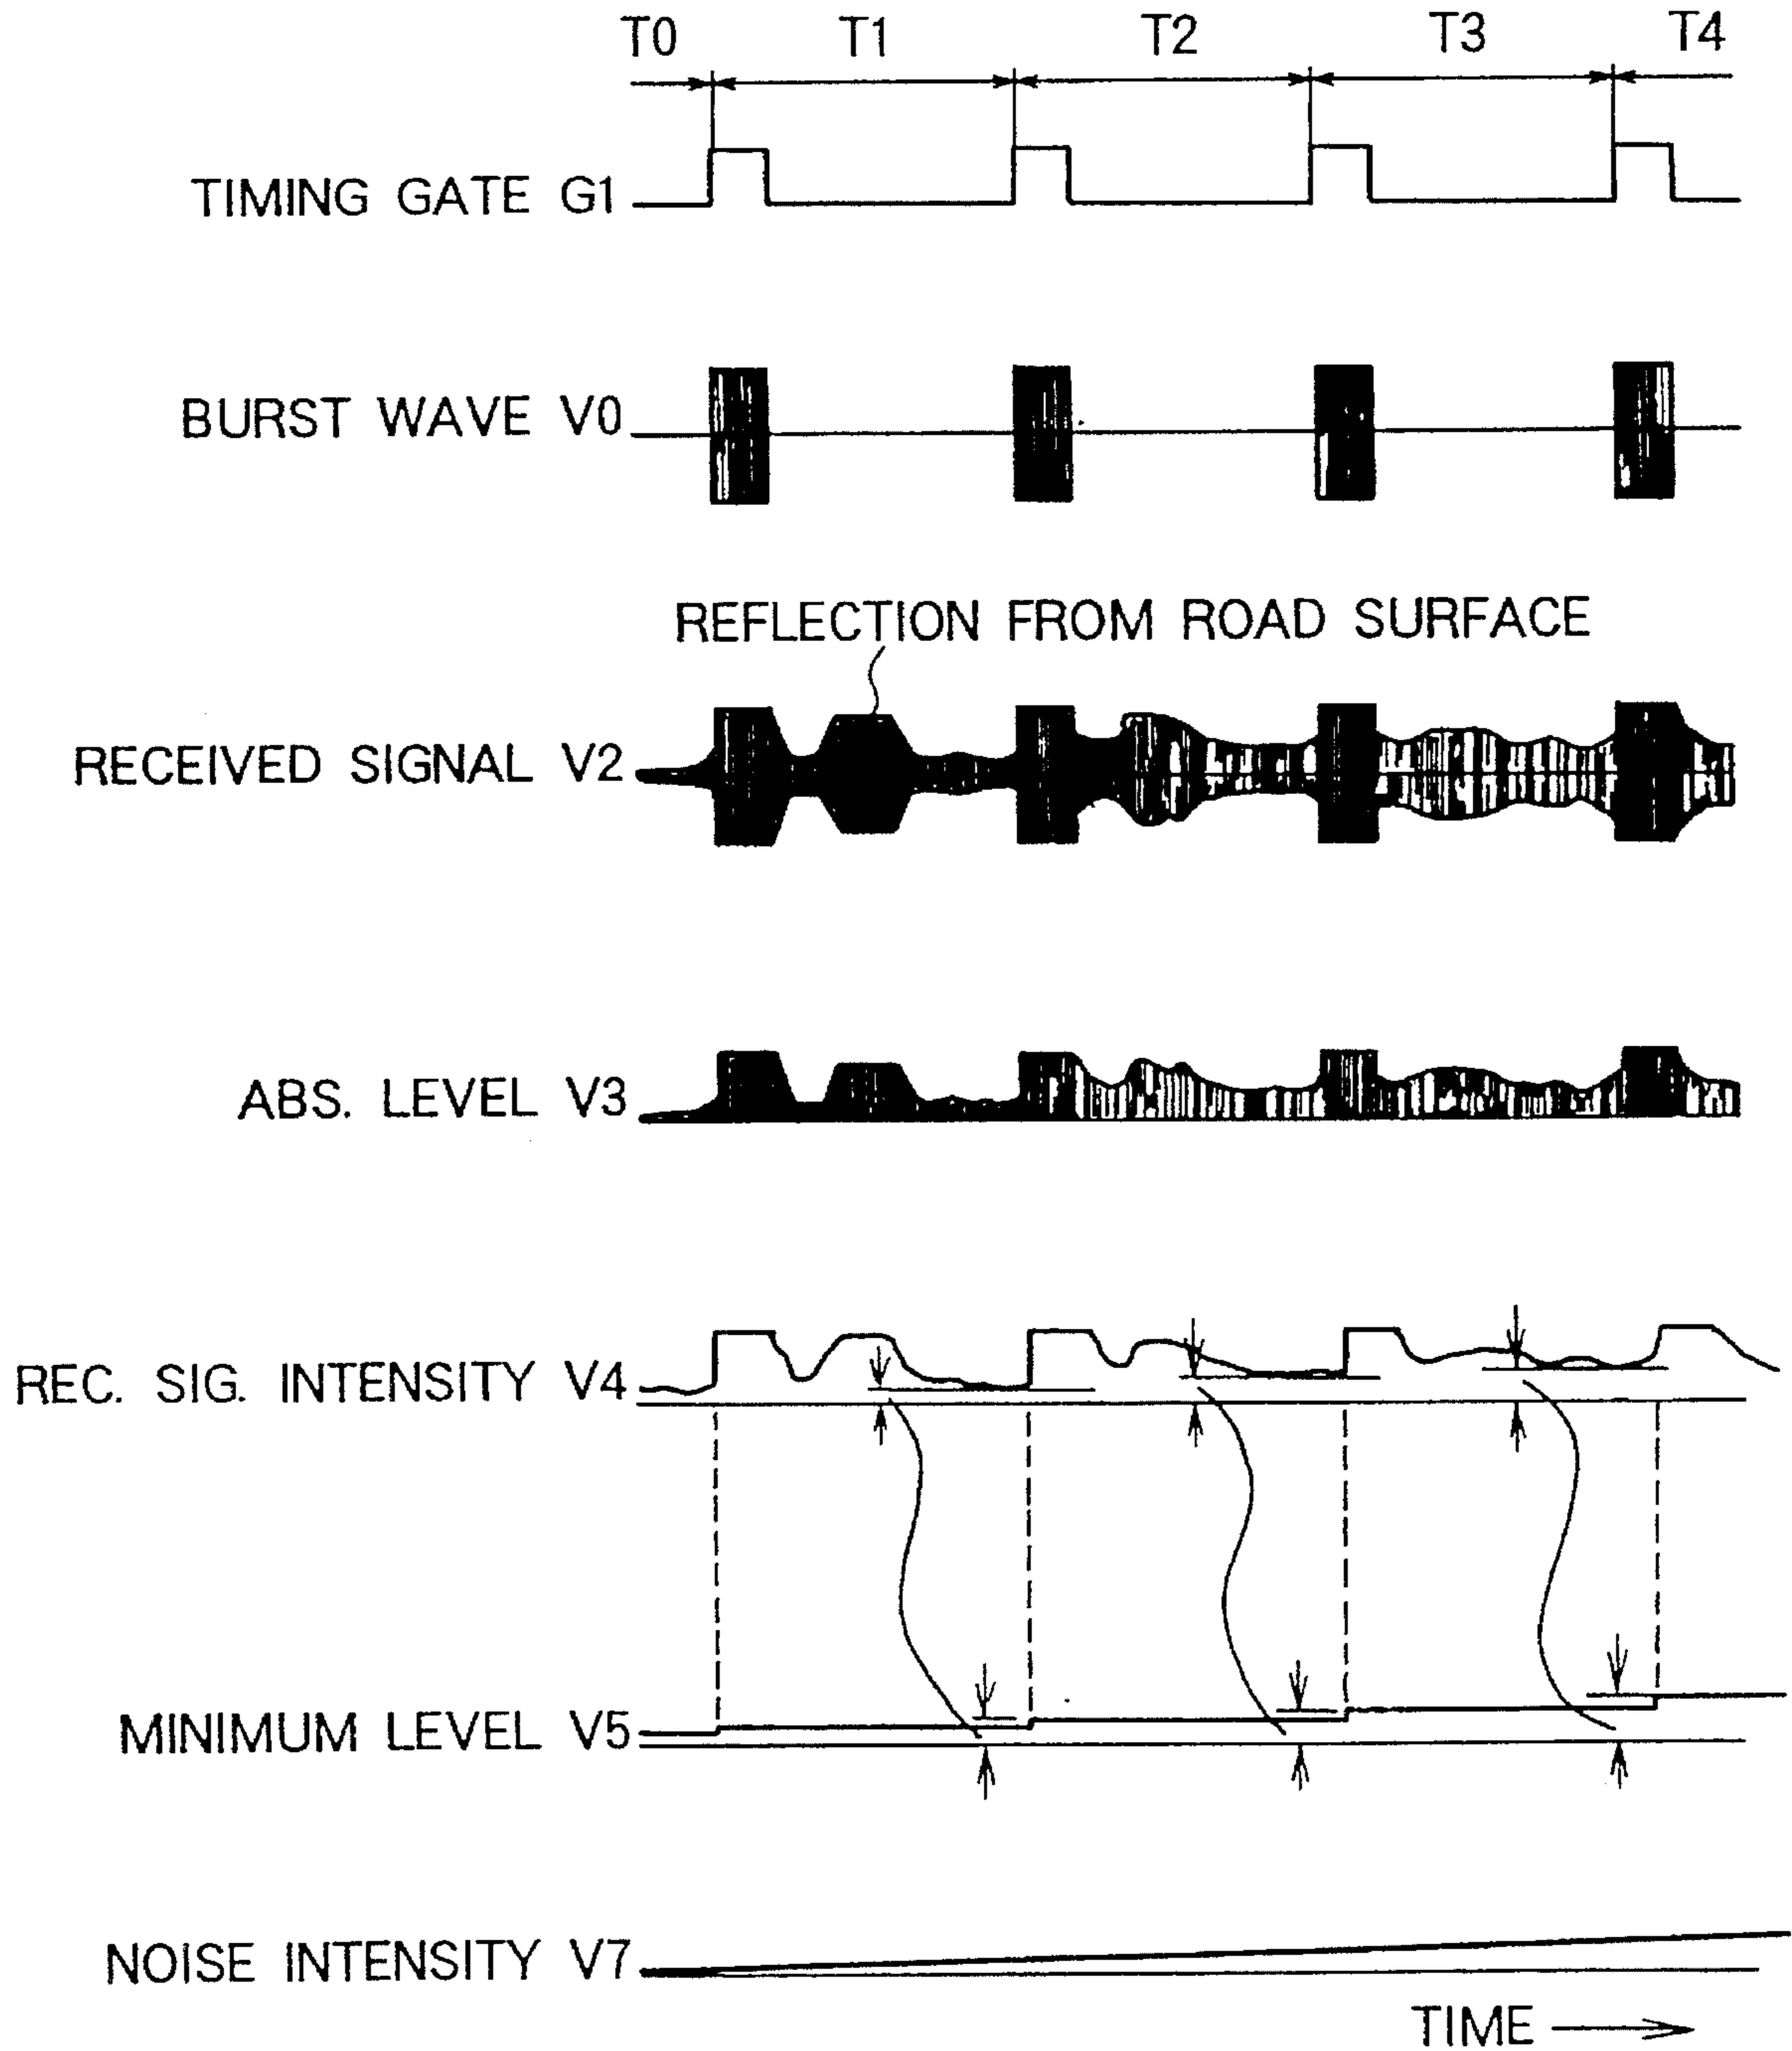 T0 T1 T2 T3 T4
TIMING GATE G1
BURST WAVE V0
REFLECTION FROM ROAD SURFACE
RECEIVED SIGNAL V2
ABS. LEVEL V3
REC. SIG. INTENSITY V4
MINIMUM LEVEL V5
NOISE INTENSITY V7
TIME